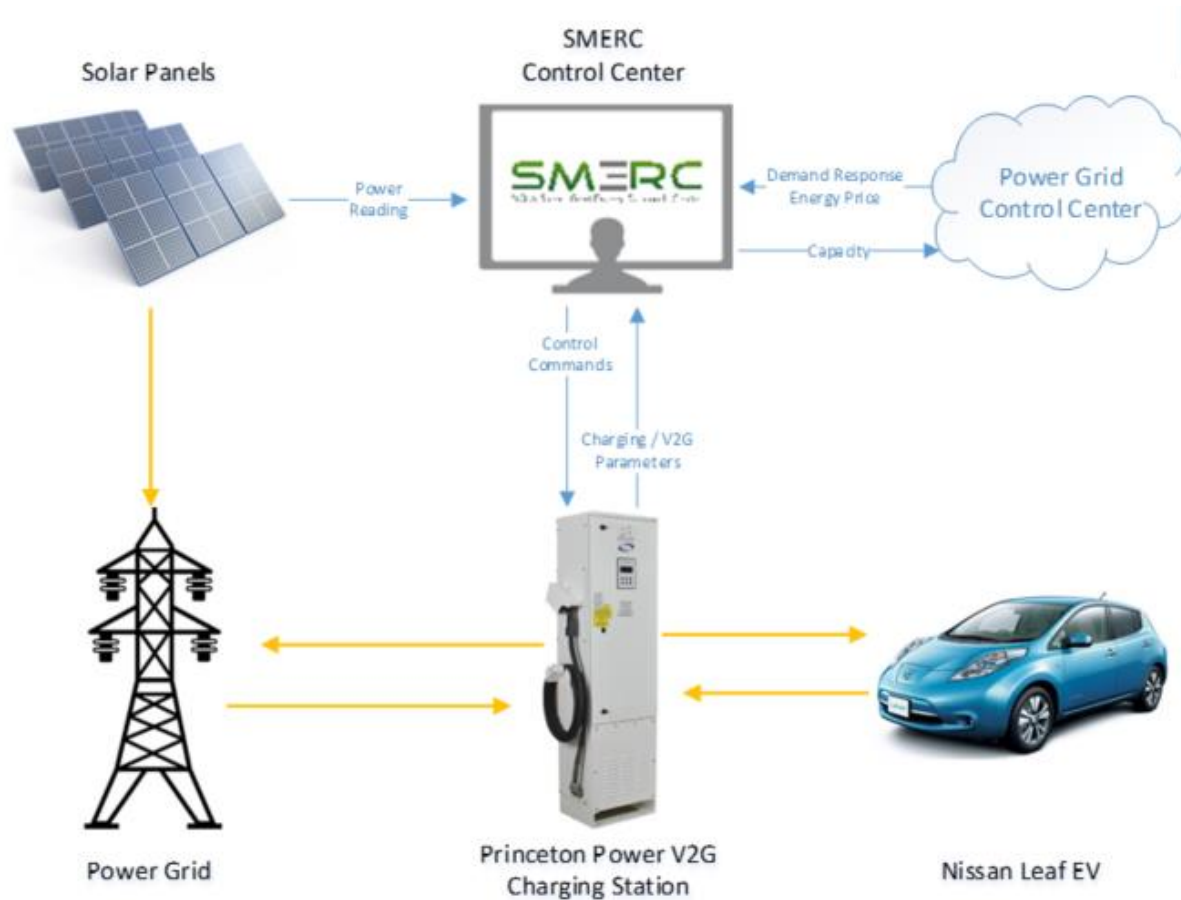 SMERC
Control Center
Solar Panels
SMERC
Power
Reading
Demand Response
Energy Price
Capacity
Power Grid
Control Center
Control
Commands
Charging / V2G
Parameters
Power Grid
Princeton Power V2G
Charging Station
Nissan Leaf EV